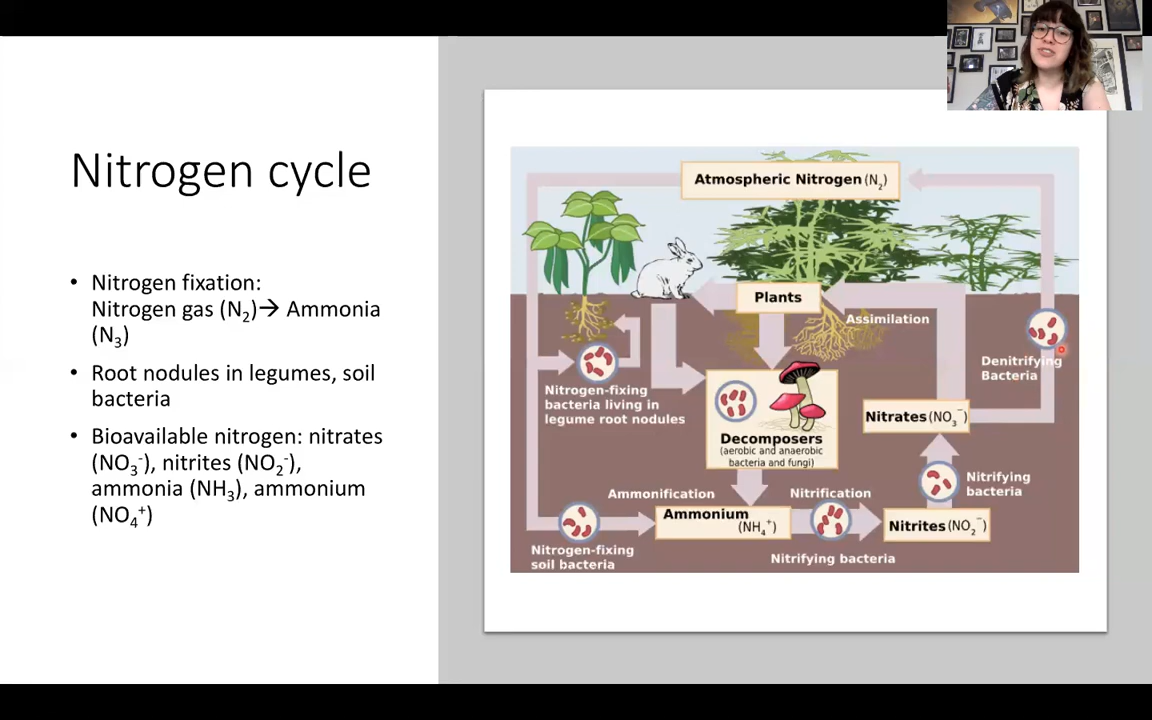 Nitrogen cycle
• Nitrogen fixation:
Nitrogen gas (N₂)→ Ammonia
(N₃)
• Root nodules in legumes, soil
bacteria
• Bioavailable nitrogen: nitrates
(NO₃⁻), nitrites (NO₂⁻),
ammonia (NH₃), ammonium
(NO₄⁺)
Atmospheric Nitrogen (N₂)
Plants
Assimilation
Denitrifying
Bacteria
Nitrogen-fixing
bacteria living in
legume root nodules
Decomposers
(aerobic and anaerobic
bacteria and fungi)
Nitrates (NO₃⁻)
Nitrifying
bacteria
Ammonification
Nitrification
Ammonium
(NH₄⁺)
Nitrites (NO₂⁻)
Nitrogen-fixing
soil bacteria
Nitrifying bacteria